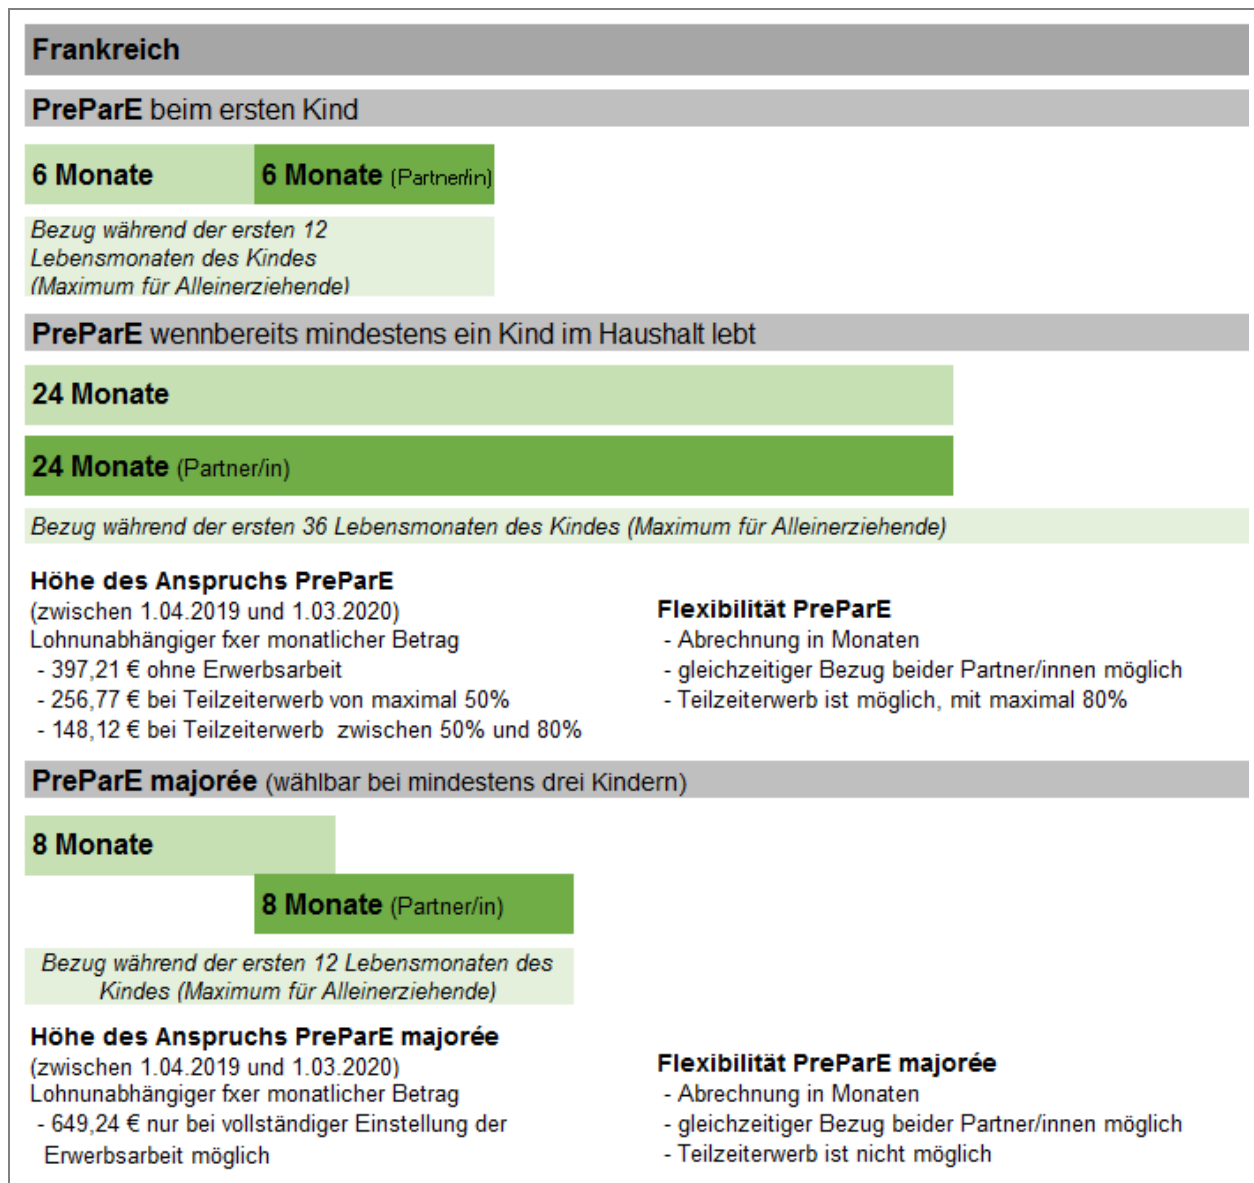 Frankreich
PreParE beim ersten Kind
6 Monate
6 Monate (Partner/in)
Bezug während der ersten 12
Lebensmonaten des Kindes
(Maximum für Alleinerziehende)
PreParE wennbereits mindestens ein Kind im Haushalt lebt
24 Monate
24 Monate (Partner/in)
Bezug während der ersten 36 Lebensmonaten des Kindes (Maximum für Alleinerziehende)
Höhe des Anspruchs PreParE
(zwischen 1.04.2019 und 1.03.2020)
Lohnunabhängiger fxer monatlicher Betrag
- 397,21 € ohne Erwerbsarbeit
- 256,77 € bei Teilzeiterwerb von maximal 50%
- 148,12 € bei Teilzeiterwerb zwischen 50% und 80%
Flexibilität PreParE
- Abrechnung in Monaten
- gleichzeitiger Bezug beider Partner/innen möglich
- Teilzeiterwerb ist möglich, mit maximal 80%
PreParE majorée (wählbar bei mindestens drei Kindern)
8 Monate
8 Monate (Partner/in)
Bezug während der ersten 12 Lebensmonaten des
Kindes (Maximum für Alleinerziehende)
Höhe des Anspruchs PreParE majorée
(zwischen 1.04.2019 und 1.03.2020)
Lohnunabhängiger fxer monatlicher Betrag
- 649,24 € nur bei vollständiger Einstellung der
Erwerbsarbeit möglich
Flexibilität PreParE majorée
- Abrechnung in Monaten
- gleichzeitiger Bezug beider Partner/innen möglich
- Teilzeiterwerb ist nicht möglich